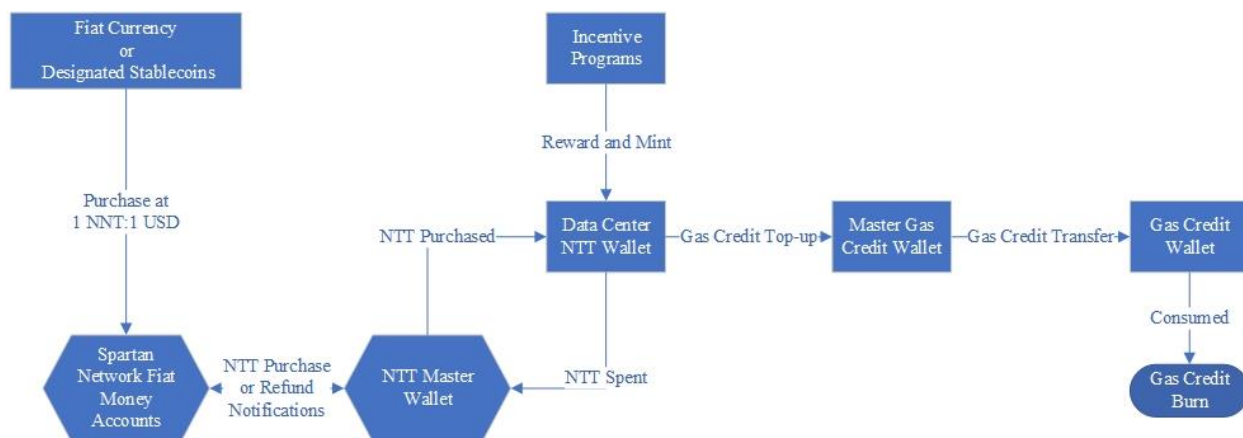 Fiat Currency
or
Designated Stablecoins
Incentive
Programs
Reward and Mint
Purchase at
1 NNT:1 USD
NTT Purchased
Data Center
NTT Wallet
Gas Credit Top-up
Master Gas
Credit Wallet
Gas Credit Transfer
Gas Credit
Wallet
Consumed
Spartan
Network Fiat
Money
Accounts
NTT Purchase
or Refund
Notifications
NTT Master
Wallet
NTT Spent
Gas Credit
Burn